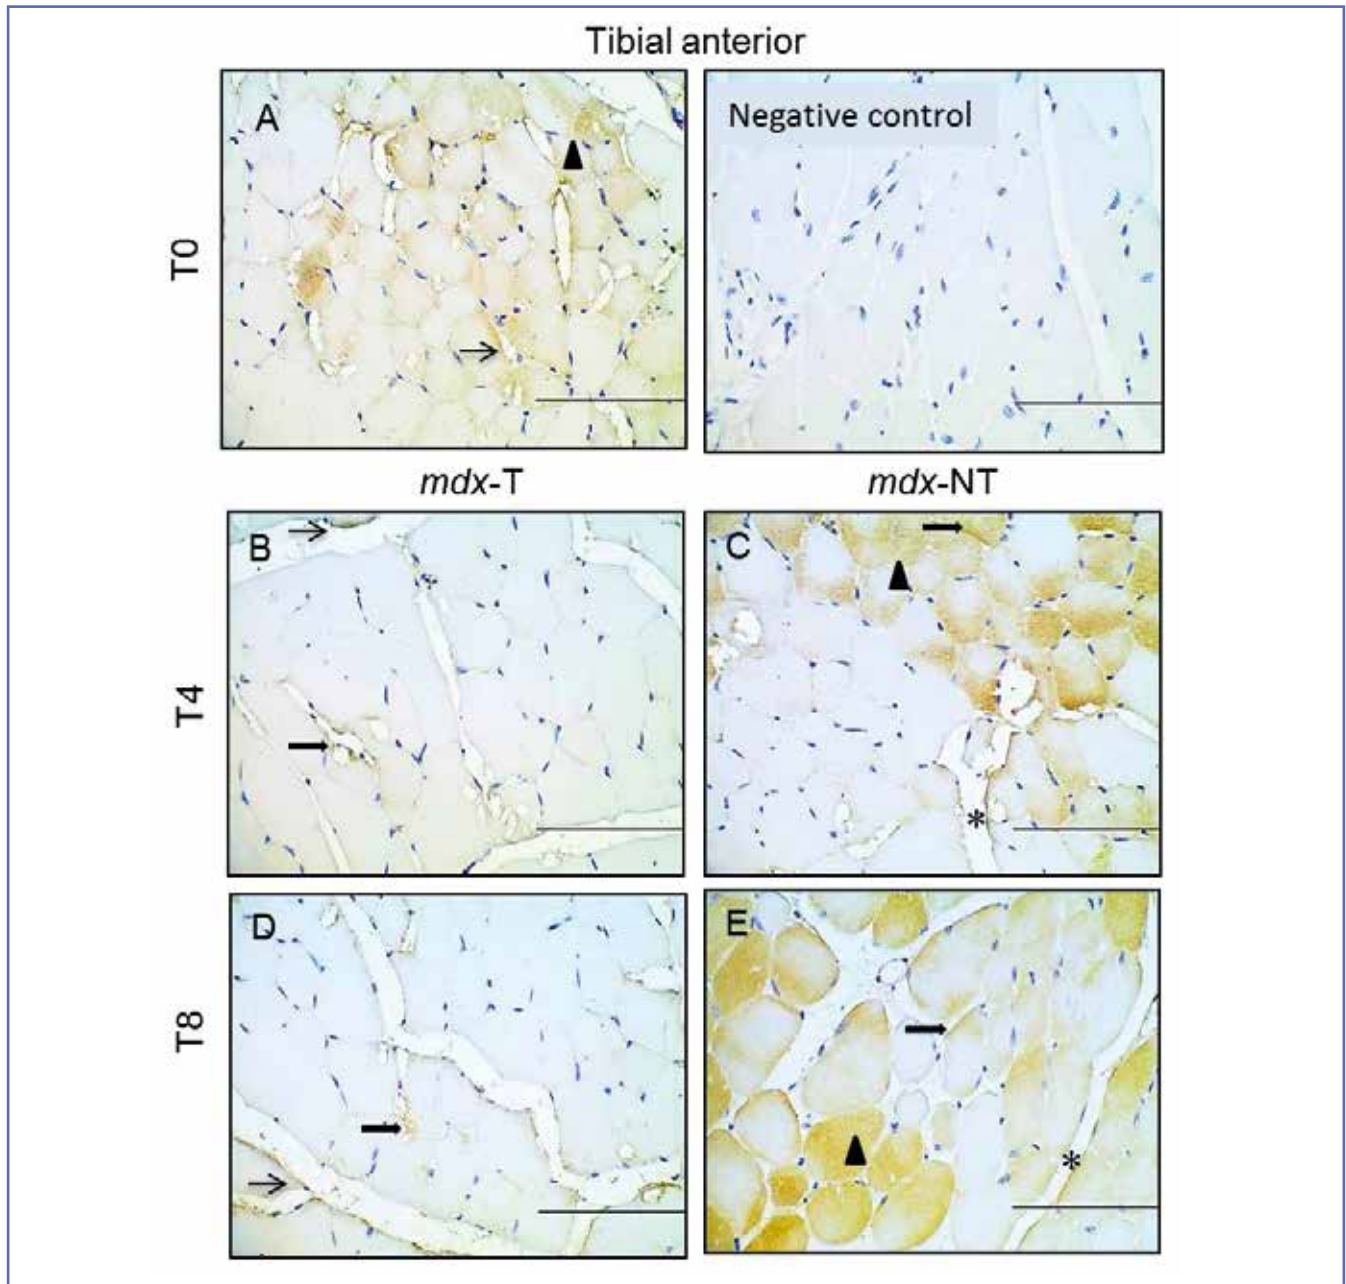 Tibial anterior
A
Negative control
T0
mdx-T
mdx-NT
B
C
T4
D
E
T8
*
*